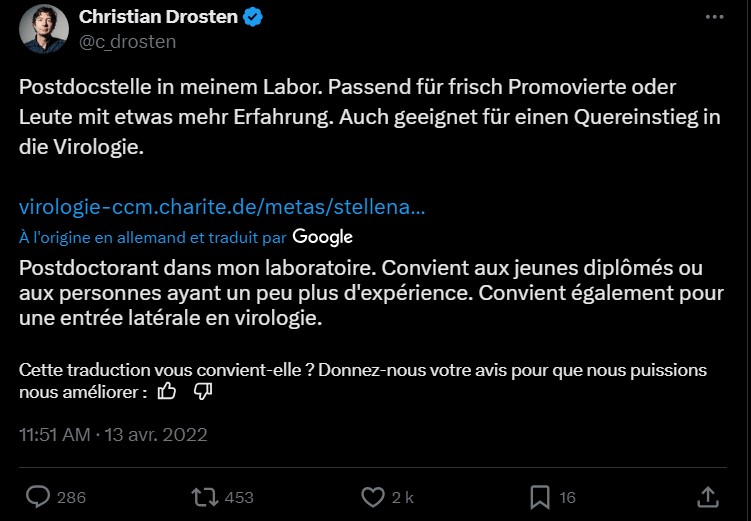 Christian Drosten
@c_drosten
Postdocstelle in meinem Labor. Passend für frisch Promovierte oder
Leute mit etwas mehr Erfahrung. Auch geeignet für einen Quereinstieg in
die Virologie.
virologie-ccm.charite.de/metas/stellena...
À l'origine en allemand et traduit par Google
Postdoctorant dans mon laboratoire. Convient aux jeunes diplômés ou
aux personnes ayant un peu plus d'expérience. Convient également pour
une entrée latérale en virologie.
Cette traduction vous convient-elle ? Donnez-nous votre avis pour que nous puissions
nous améliorer :
11:51 AM · 13 avr. 2022
286 453 2 k 16